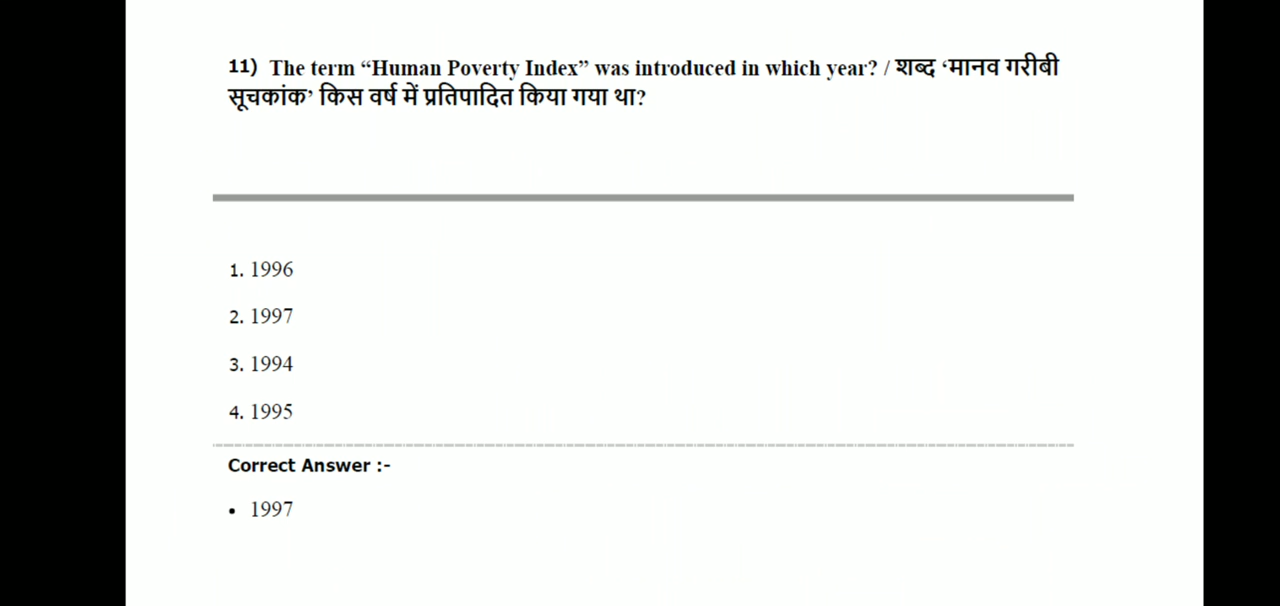 11) The term “Human Poverty Index” was introduced in which year? / शब्द ‘मानव गरीबी
सूचकांक’ किस वर्ष में प्रतिपादित किया गया था?
1. 1996
2. 1997
3. 1994
4. 1995
Correct Answer :-
• 1997